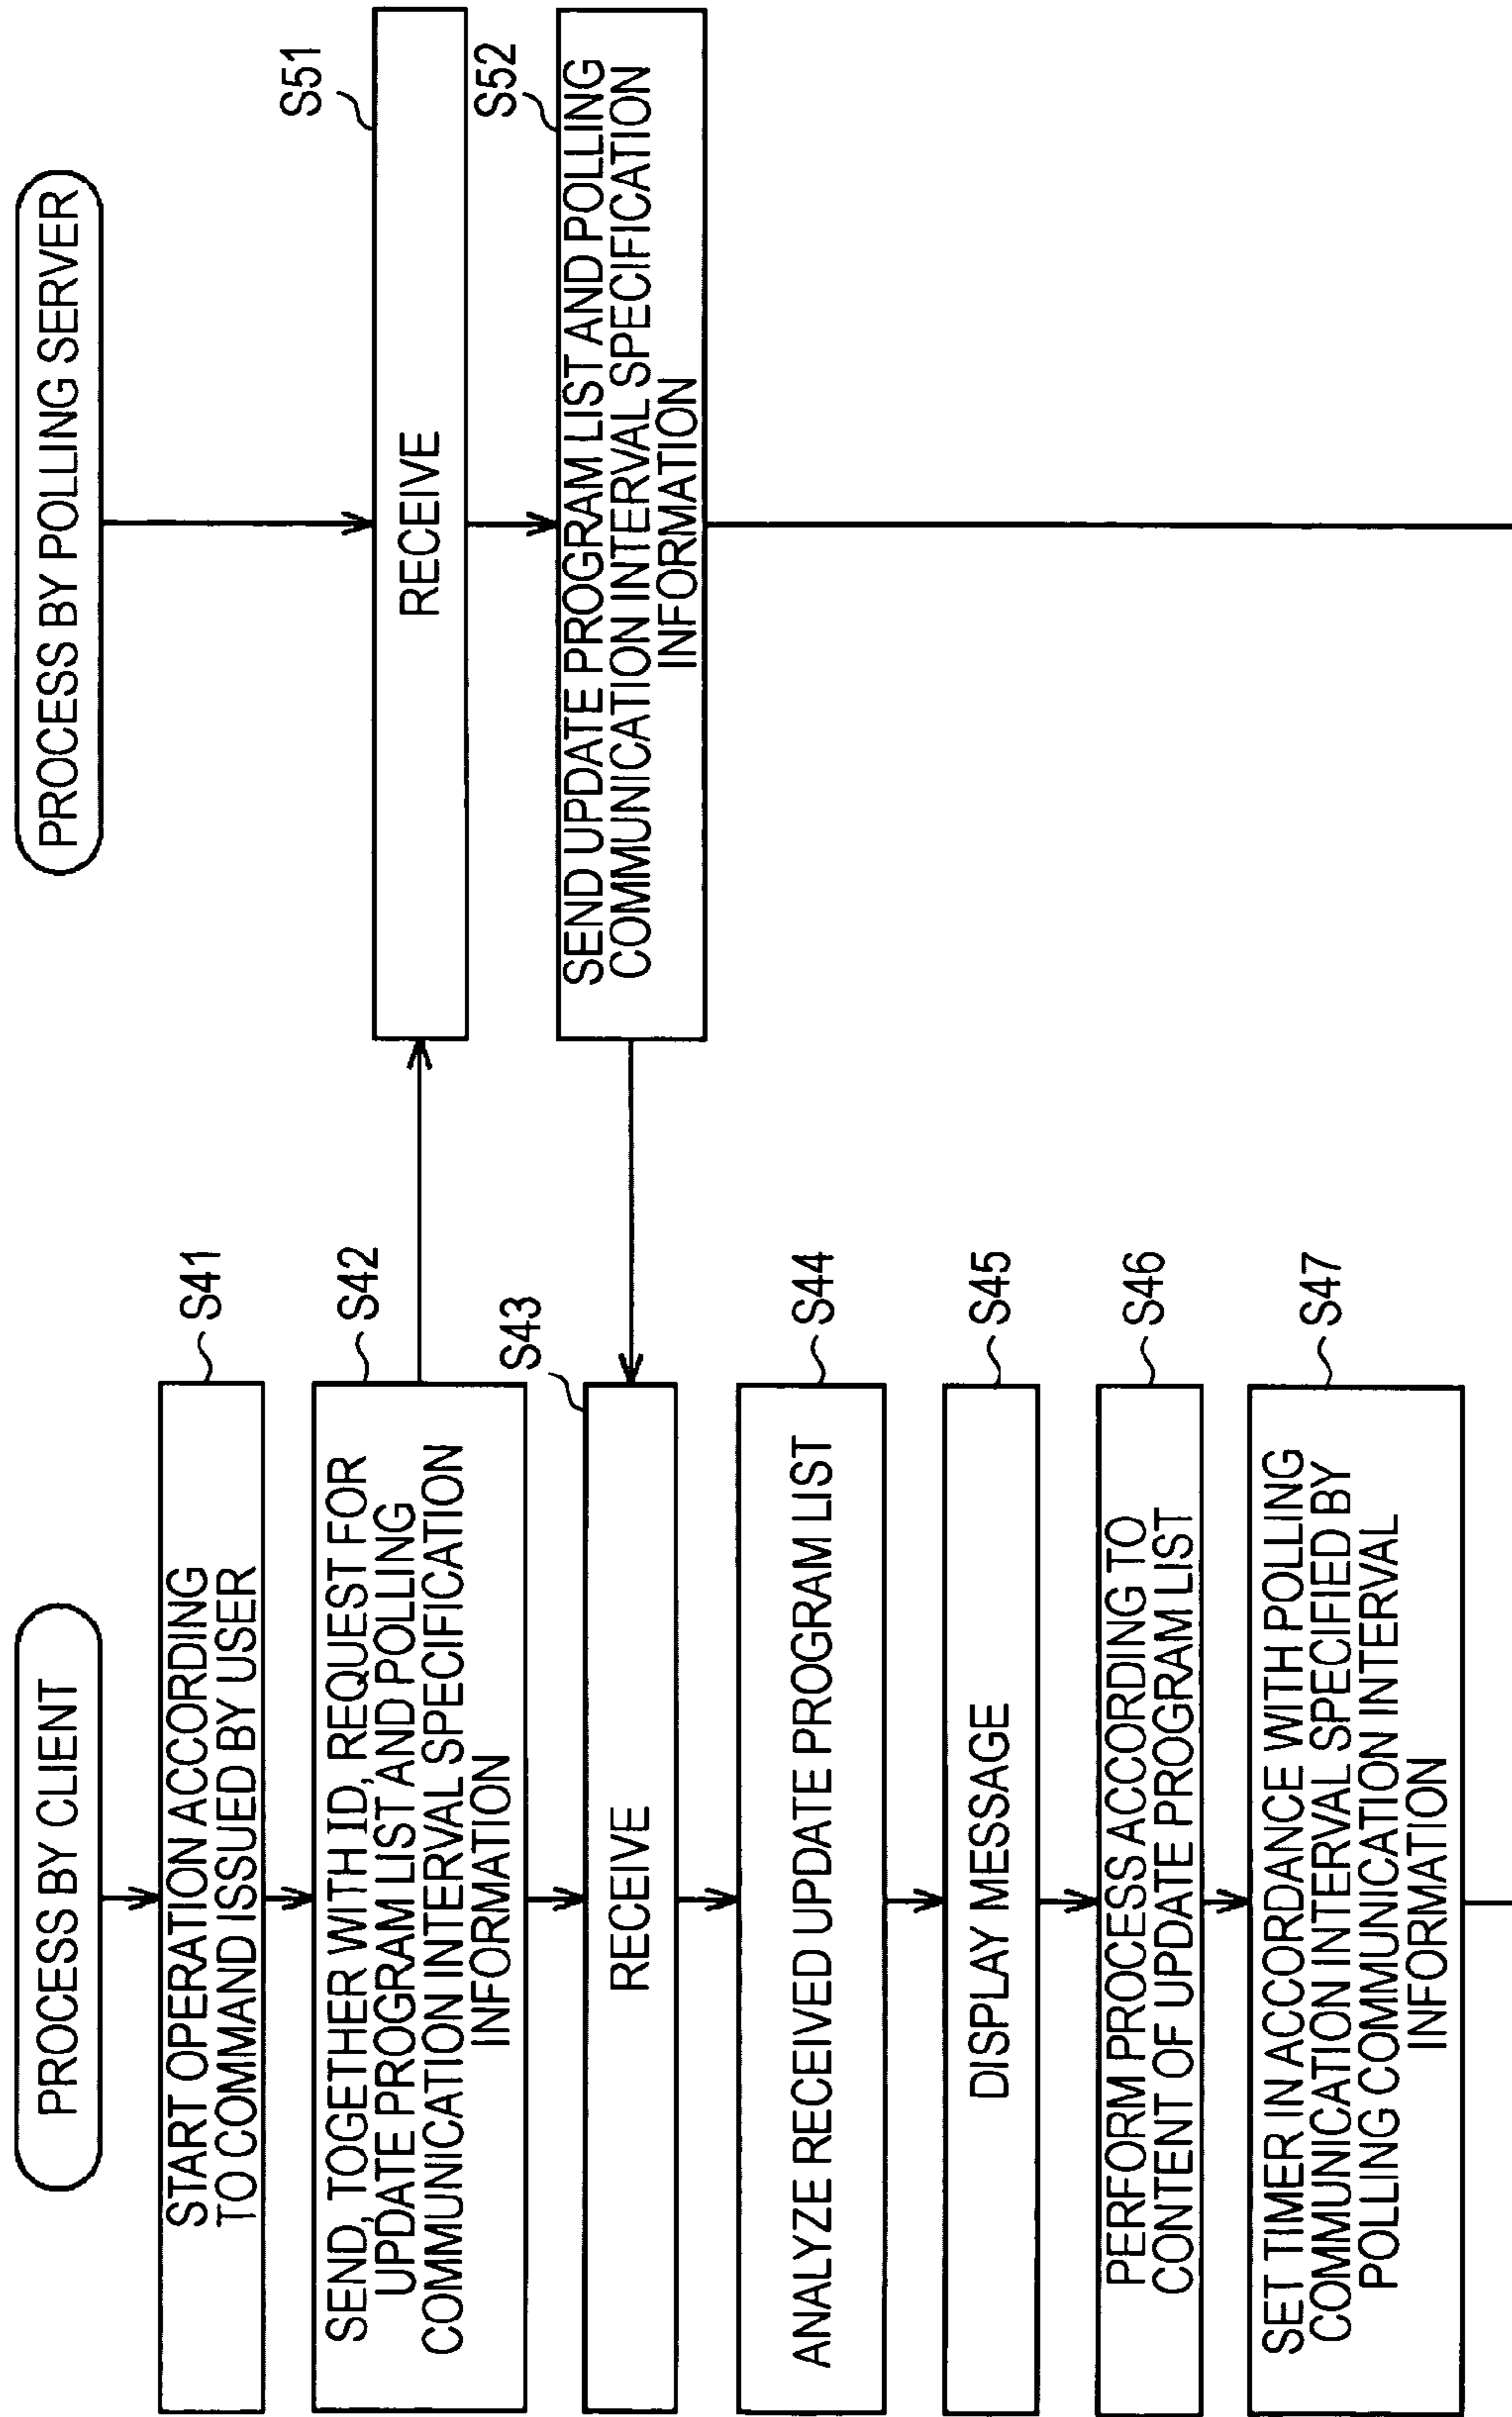 PROCESS BY CLIENT
START OPERATION ACCORDING
TO COMMAND ISSUED BY USER
S41
SEND, TOGETHER WITH ID, REQUEST FOR
UPDATE PROGRAM LIST AND POLLING
COMMUNICATION INTERVAL SPECIFICATION
INFORMATION
S42
RECEIVE
S43
ANALYZE RECEIVED UPDATE PROGRAM LIST
S44
DISPLAY MESSAGE
S45
PERFORM PROCESS ACCORDING TO
CONTENT OF UPDATE PROGRAM LIST
S46
SET TIMER IN ACCORDANCE WITH POLLING
COMMUNICATION INTERVAL SPECIFIED BY
POLLING COMMUNICATION INTERVAL
INFORMATION
S47
PROCESS BY POLLING SERVER
RECEIVE
S51
SEND UPDATE PROGRAM LIST AND POLLING
COMMUNICATION INTERVAL SPECIFICATION
INFORMATION
S52